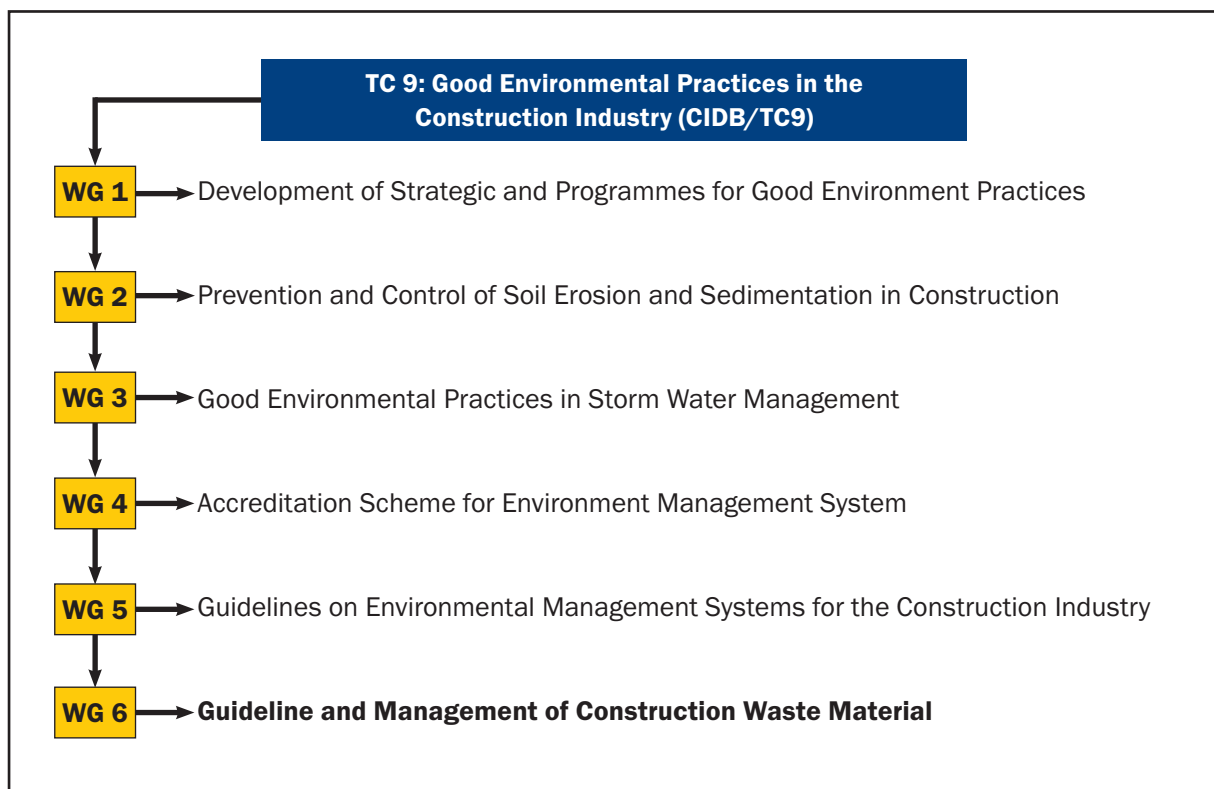 TC 9: Good Environmental Practices in the
Construction Industry (CIDB/TC9)
WG 1 Development of Strategic and Programmes for Good Environment Practices
WG 2 Prevention and Control of Soil Erosion and Sedimentation in Construction
WG 3 Good Environmental Practices in Storm Water Management
WG 4 Accreditation Scheme for Environment Management System
WG 5 Guidelines on Environmental Management Systems for the Construction Industry
WG 6 Guideline and Management of Construction Waste Material